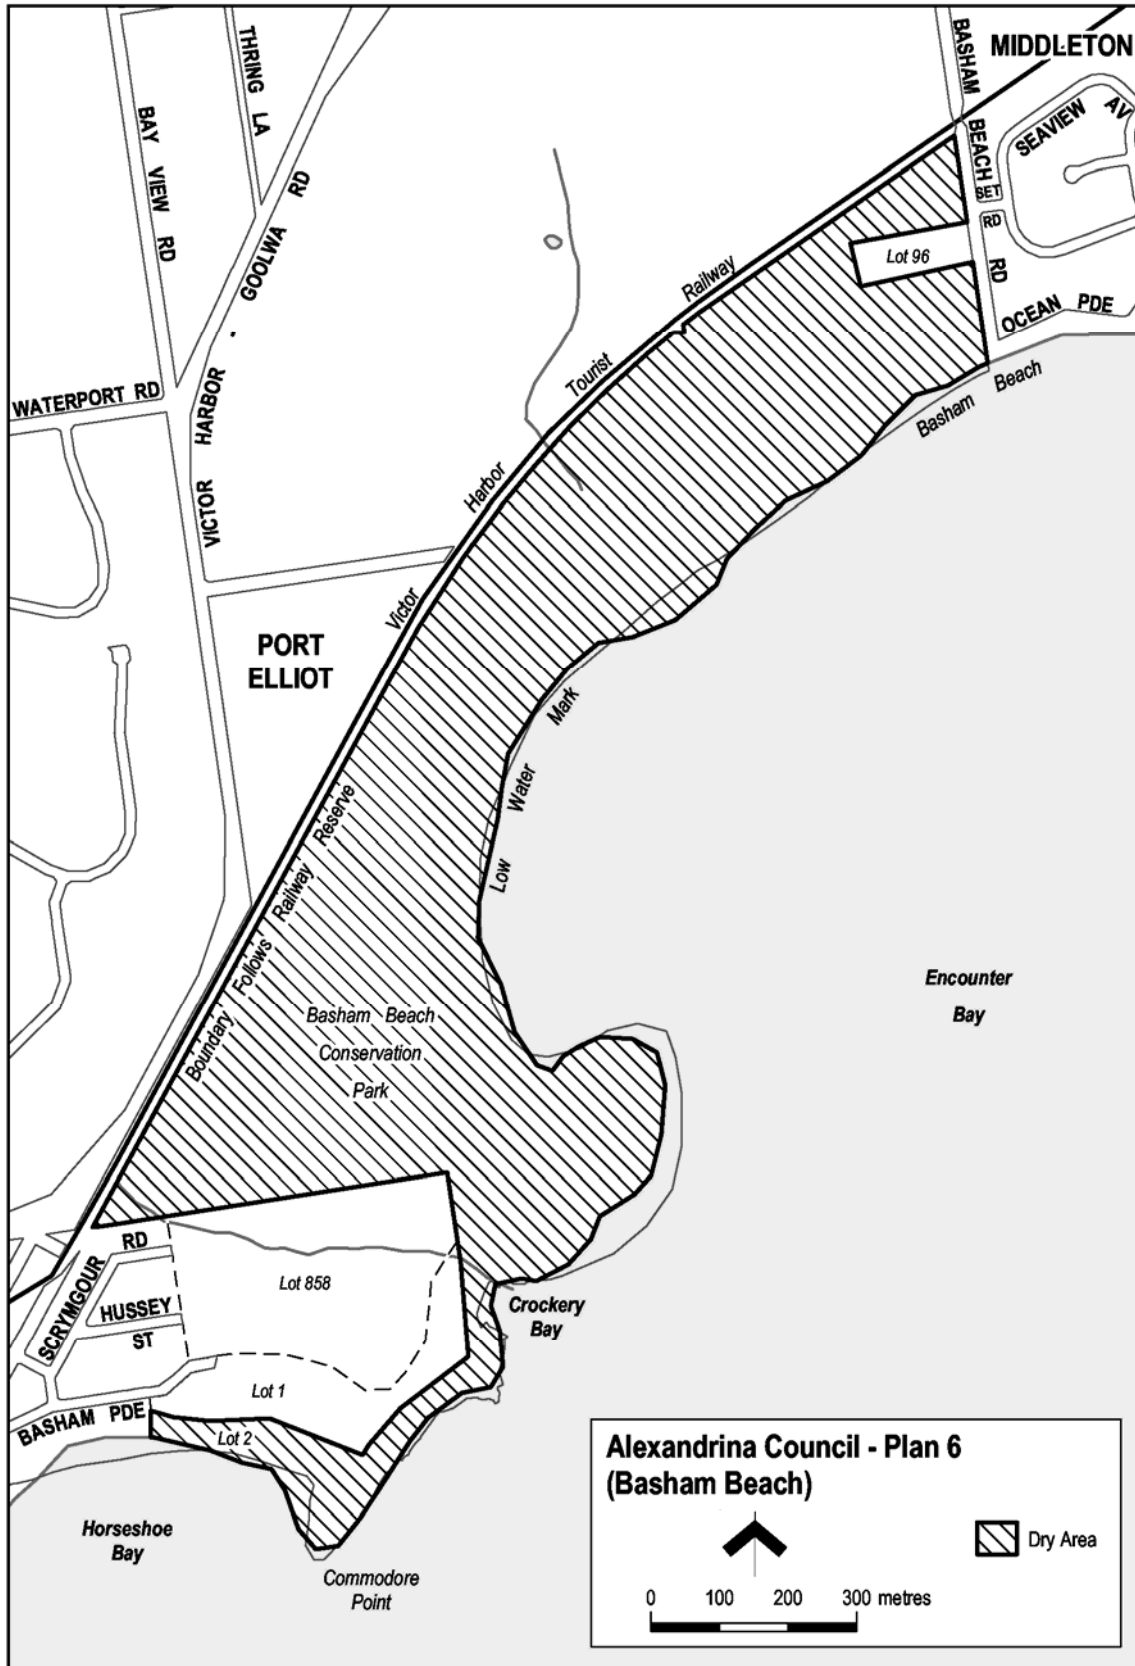 MIDDLETON
BASHAM
BEACH
RD
SEAVIEW AV
SET
RD
OCEAN PDE
THRING LA
BAY VIEW RD
VICTOR HARBOR - GOOLWA RD
WATERPORT RD
Lot 96
Basham Beach
Victor Harbor Tourist Railway
PORT
ELLIOT
Low Water Mark
Boundary Follows Railway Reserve
Basham Beach
Conservation
Park
Encounter
Bay
SCRYMGOUR RD
HUSSEY
ST
Lot 858
Crockery
Bay
Lot 1
BASHAM PDE
Lot 2
Horseshoe
Bay
Commodore
Point
Alexandrina Council - Plan 6
(Basham Beach)
Dry Area
0 100 200 300 metres